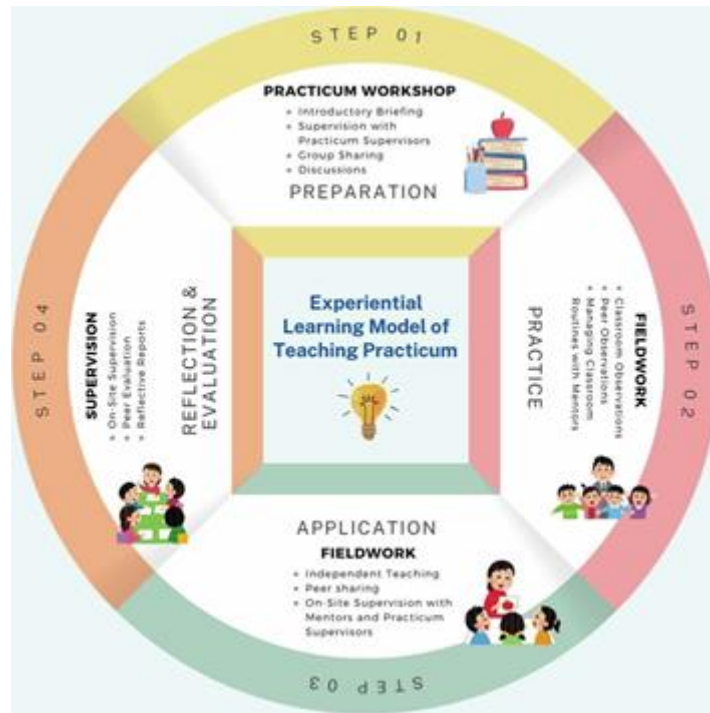 STEP 01
PRACTICUM WORKSHOP
Introductory Briefing
Supervision with
Practicum Supervisors
Group Sharing
Discussions
PREPARATION
Experiential
Learning Model of
Teaching Practicum
STEP 02
FIELDWORK
Classroom Observations
Peer Observations
Managing Classroom
Routines with Mentors
PRACTICE
APPLICATION
FIELDWORK
Independent Teaching
Peer sharing
On-Site Supervision with
Mentors and Practicum
Supervisors
STEP 03
STEP 04
SUPERVISION
On-Site Supervision
Peer Evaluation
Reflective Reports
REFLECTION &
EVALUATION